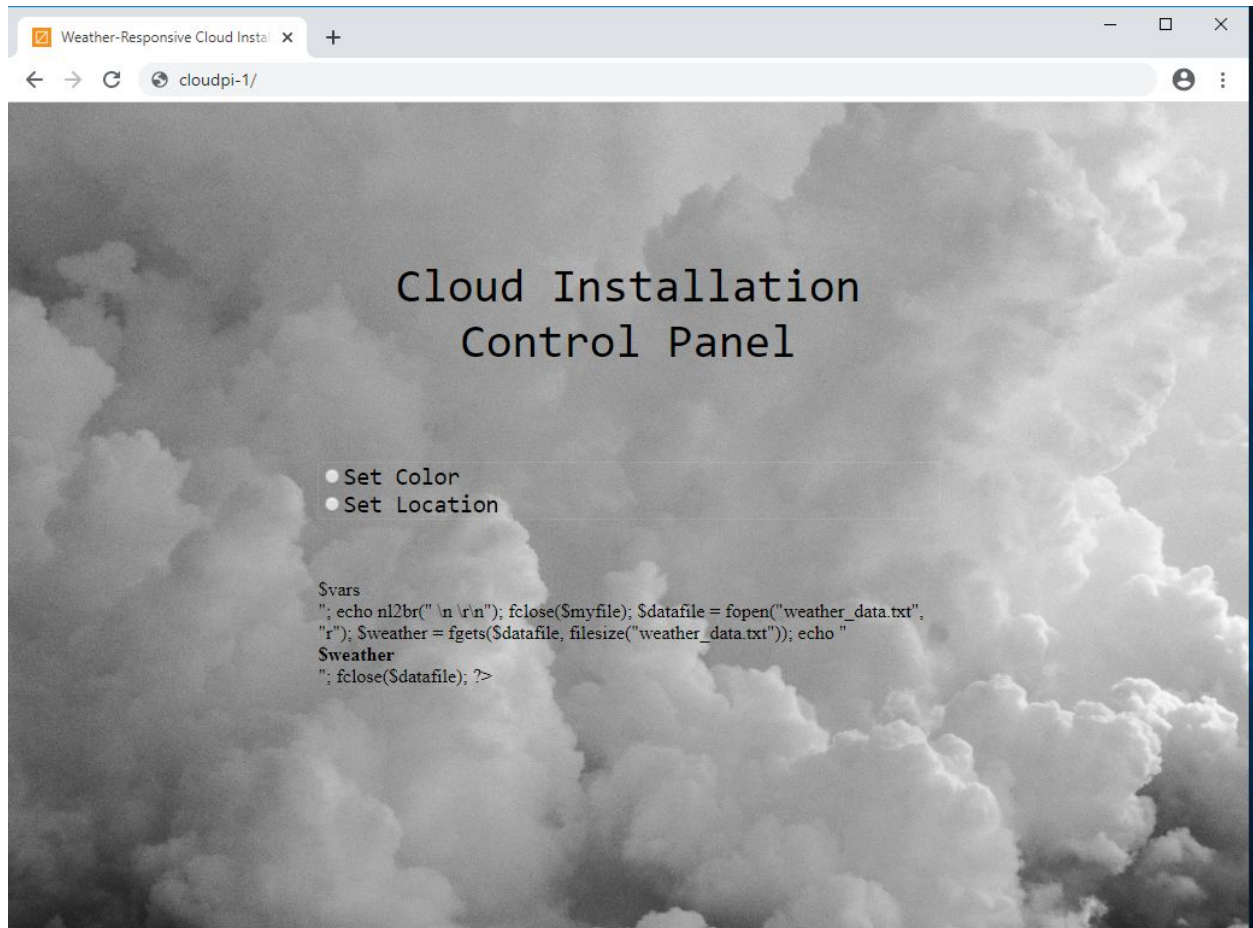 Weather-Responsive Cloud Instal
cloudpi-1/
Cloud Installation
Control Panel
Set Color
Set Location
$vars
"; echo nl2br(" \n \r\n"); fclose($myfile); $datafile = fopen("weather_data.txt",
"r"); $weather = fgets($datafile, filesize("weather_data.txt")); echo "
$weather
"; fclose($datafile); ?>